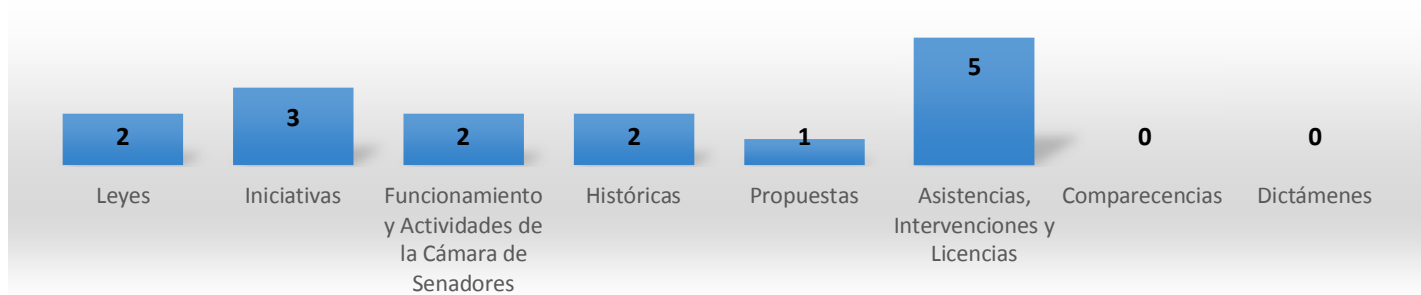 5
3
2
2
2
1
0
0
Leyes
Iniciativas
Funcionamiento
y Actividades de
la Cámara de
Senadores
Históricas
Propuestas
Asistencias,
Intervenciones y
Licencias
Comparecencias
Dictámenes